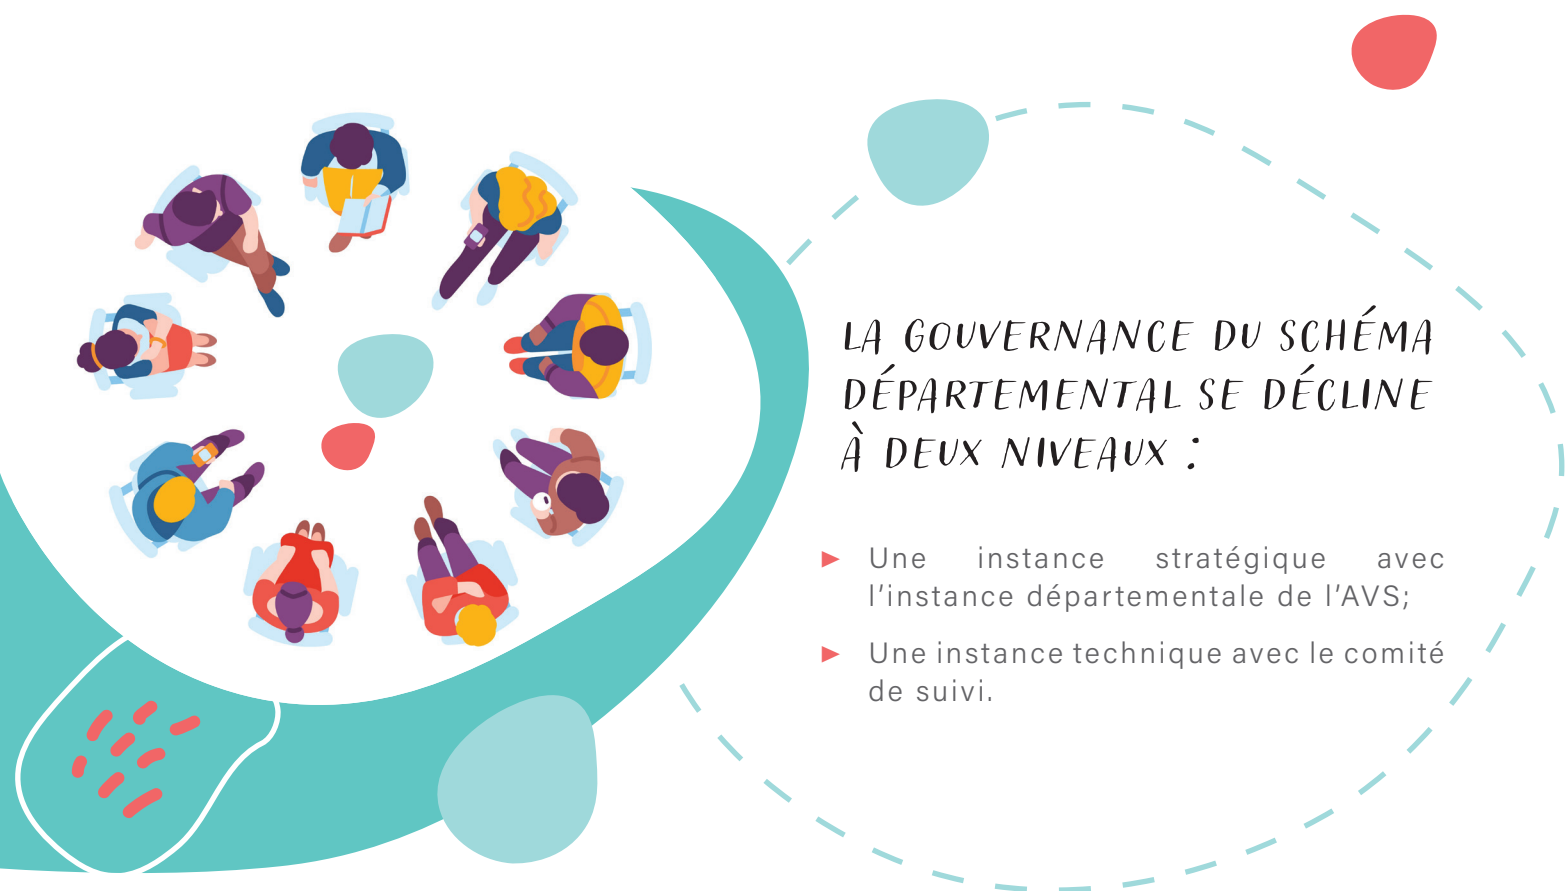 LA GOUVERNANCE DU SCHÉMA
DÉPARTEMENTAL SE DÉCLINE
À DEUX NIVEAUX :
► Une instance stratégique avec
l'instance départementale de l'AVS;
► Une instance technique avec le comité
de suivi.